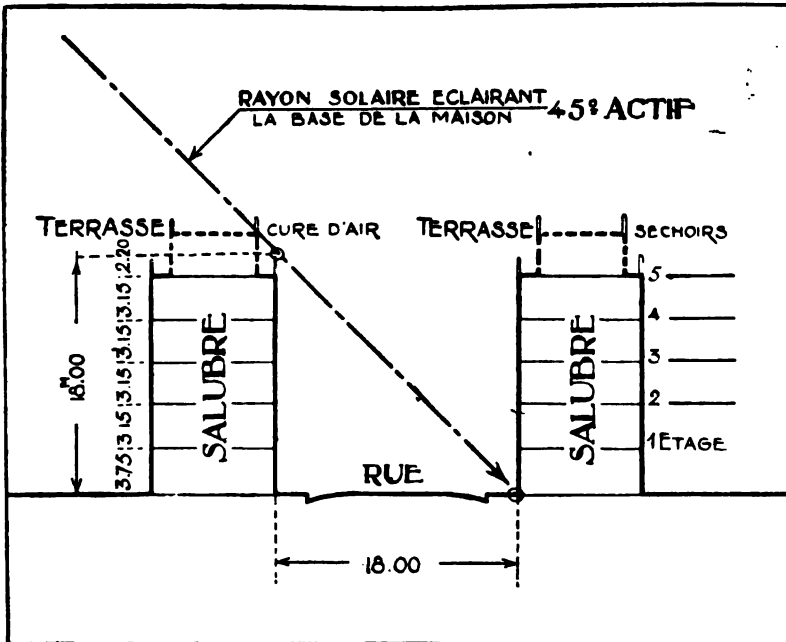 RAYON SOLAIRE ECLAIRANT
LA BASE DE LA MAISON
45° ACTIF
TERRASSE
CURE D'AIR
TERRASSE
SECHOIRS
2.20
3.15
3.15
3.15
3.15
3.75
18.00
M
SALUBRE
SALUBRE
5
4
3
2
1 ETAGE
RUE
18.00